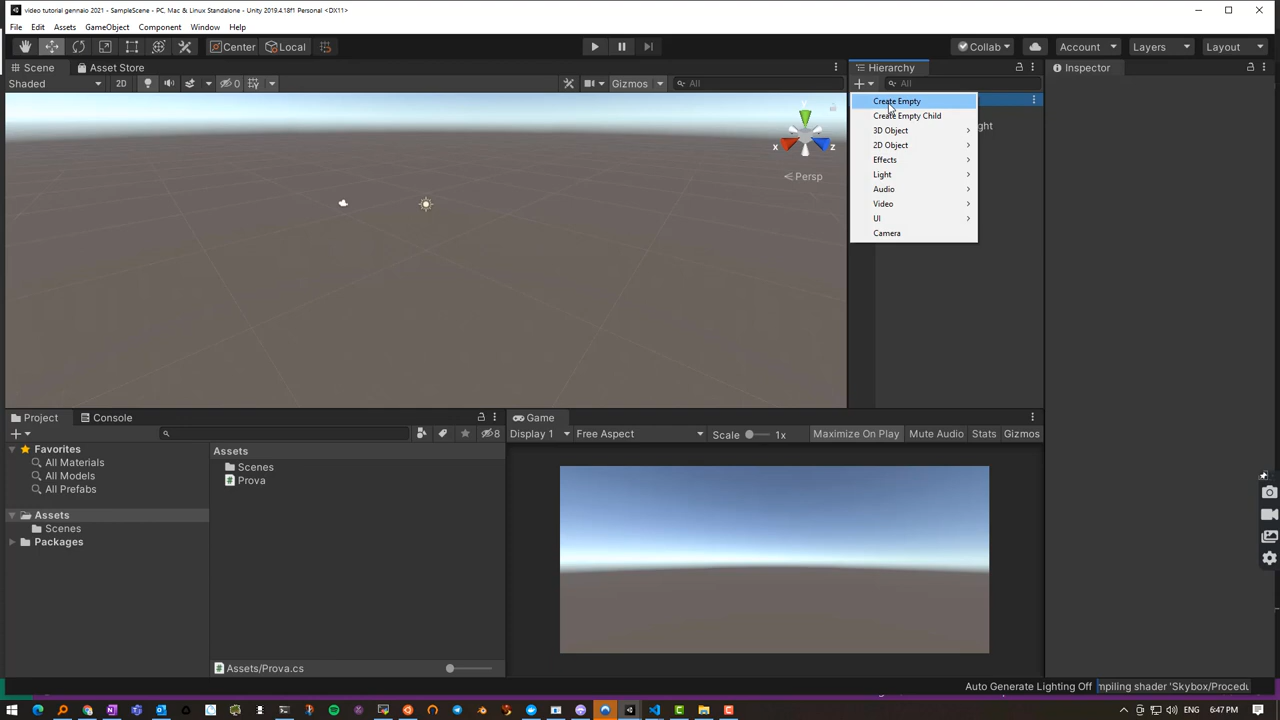 video tutorial gennaio 2021 - SampleScene - PC, Mac & Linux Standalone - Unity 2019.4.18f1 Personal <DX11>
File Edit Assets GameObject Component Window Help
Center Local Collab Account Layers Layout
Scene Asset Store Hierarchy Inspector
Shaded 2D 0 Gizmos All All
Create Empty
Create Empty Child
ght
3D Object
2D Object
Effects
Light
Audio
Video
UI
Camera
y
x z
Persp
Project Console Game
8 Display 1 Free Aspect Scale 1x Maximize On Play Mute Audio Stats Gizmos
Favorites
All Materials
All Models
All Prefabs
Assets
Scenes
Packages
Assets
Scenes
Prova
Assets/Prova.cs
Auto Generate Lighting Off mpiling shader 'Skybox/Procedu
ENG 6:47 PM